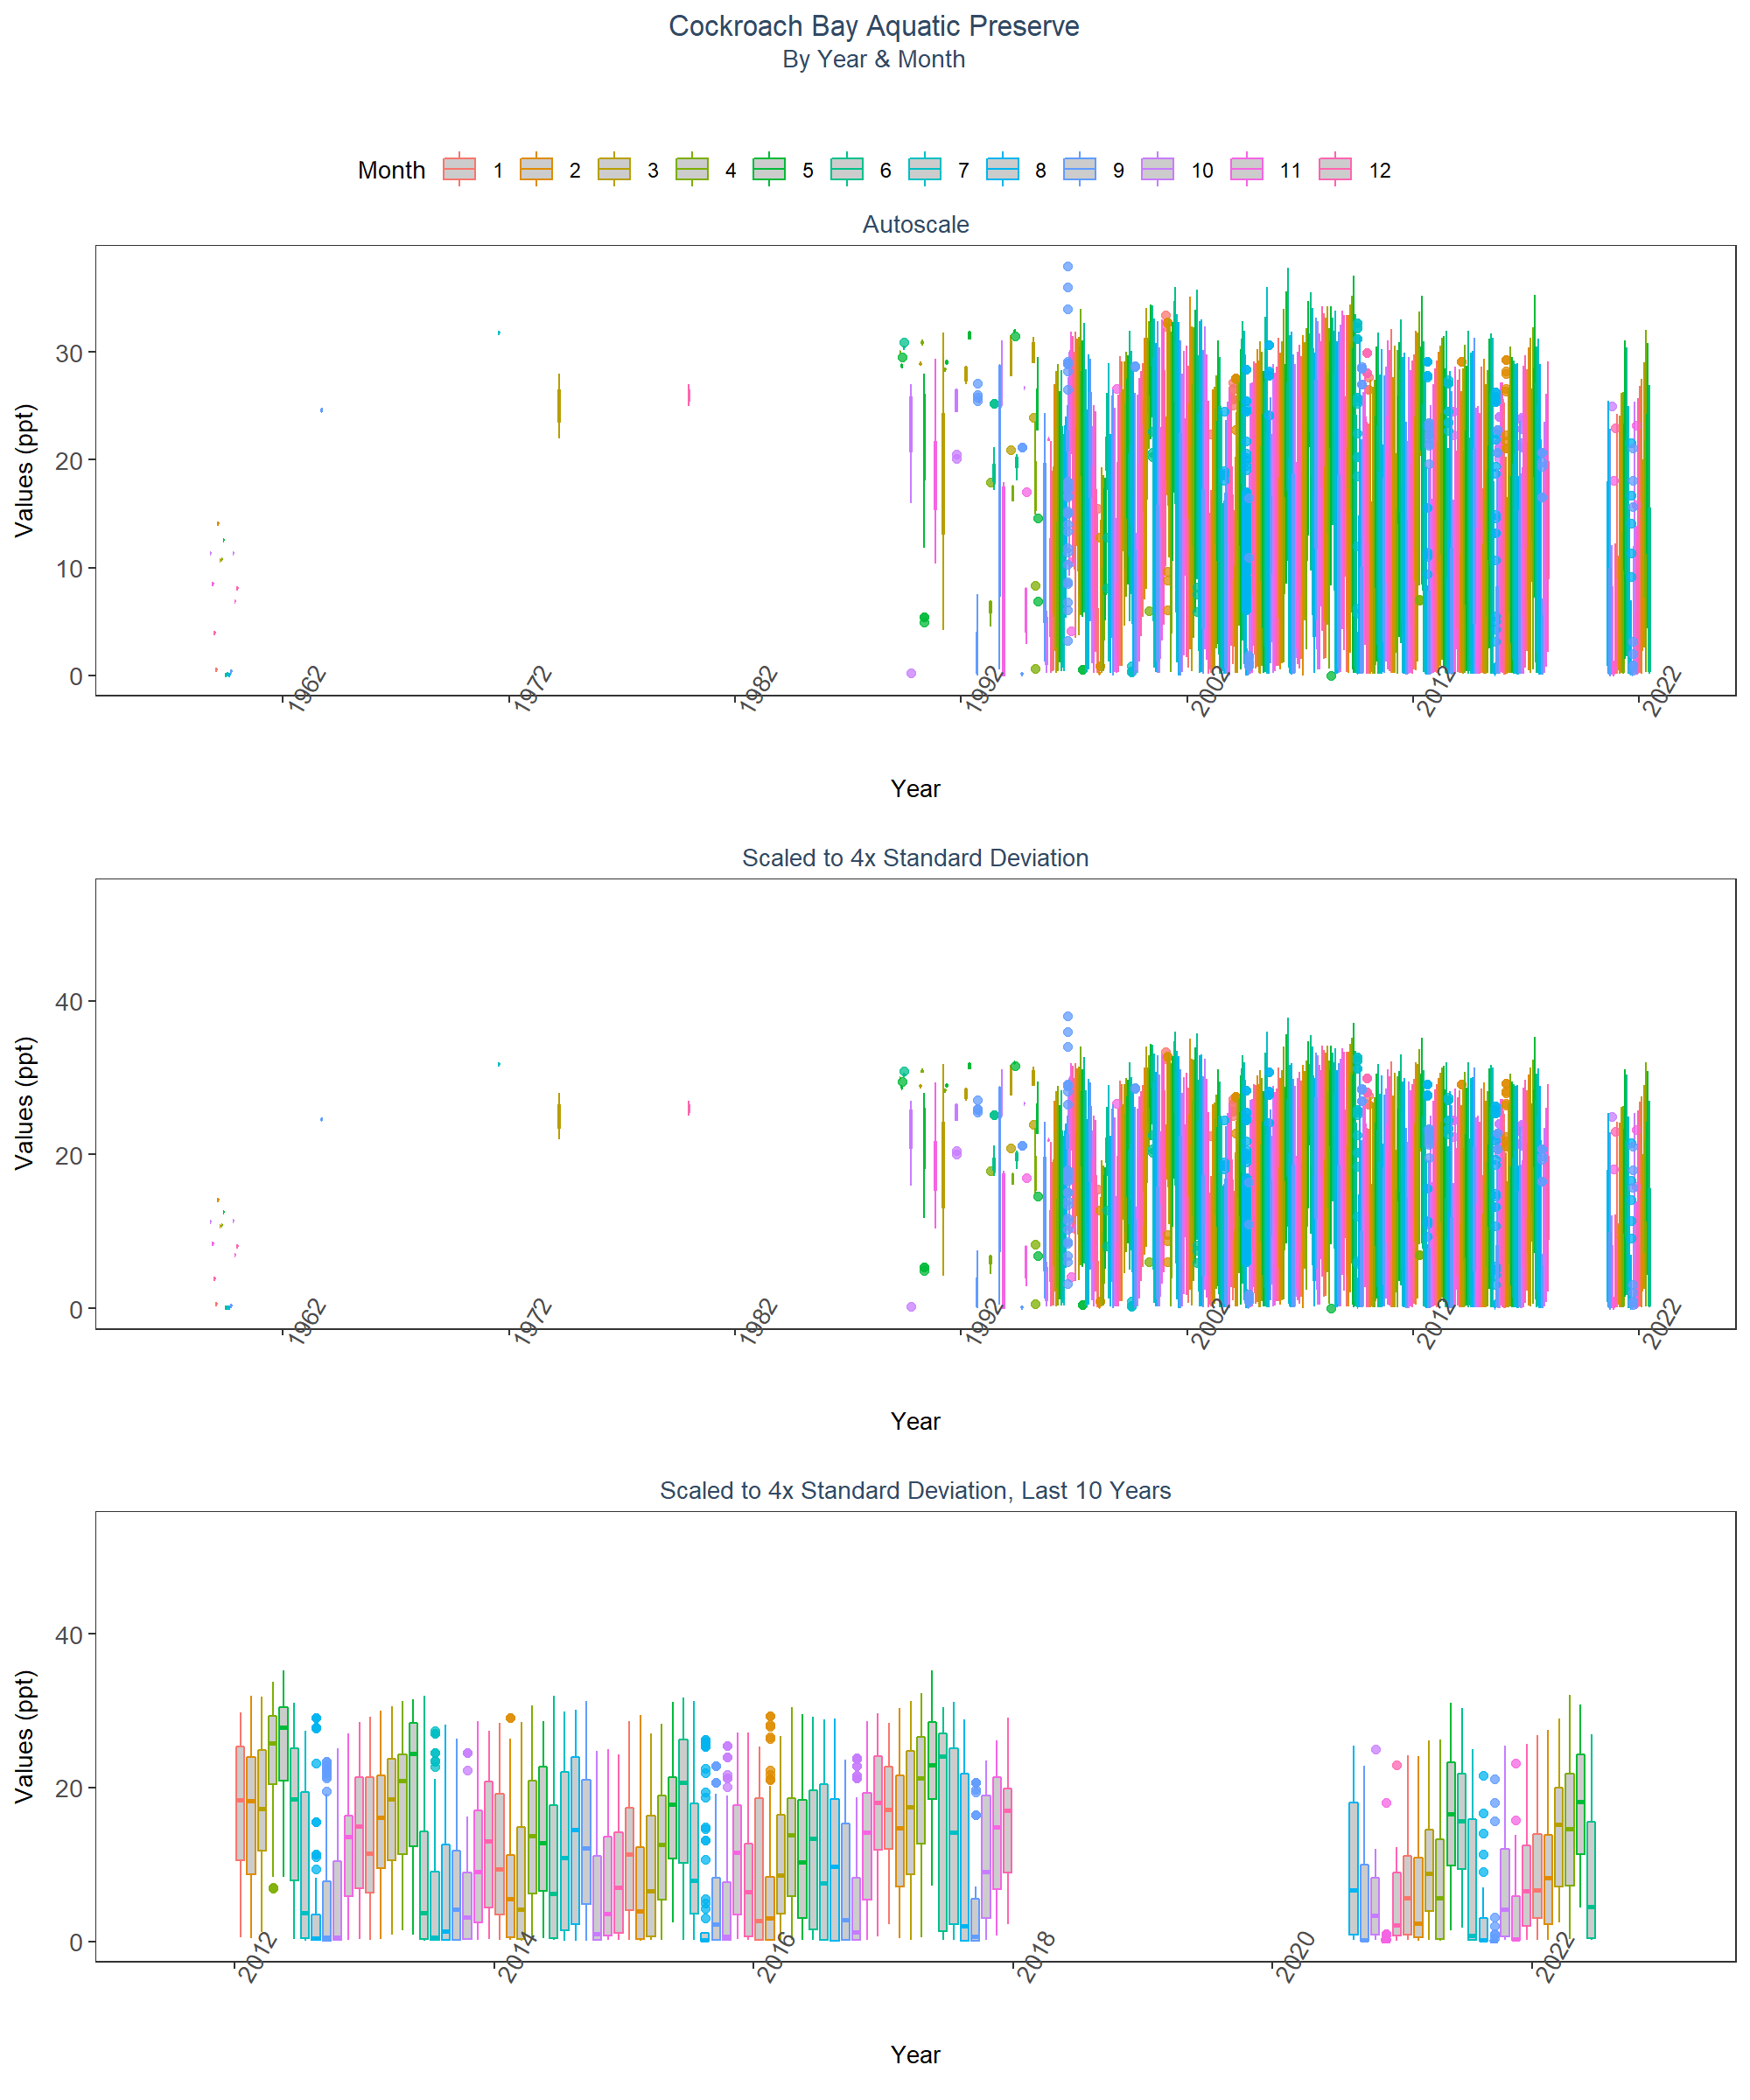 Cockroach Bay Aquatic Preserve
By Year & Month
Month 1 2 3 4 5 6 7 8 9 10 11 12
Autoscale
Values (ppt)
30
20
10
0
1962 1972 1982 1992 2002 2012 2022
Year
Scaled to 4x Standard Deviation
Values (ppt)
40
20
0
1962 1972 1982 1992 2002 2012 2022
Year
Scaled to 4x Standard Deviation, Last 10 Years
Values (ppt)
40
20
0
2012 2014 2016 2018 2020 2022
Year